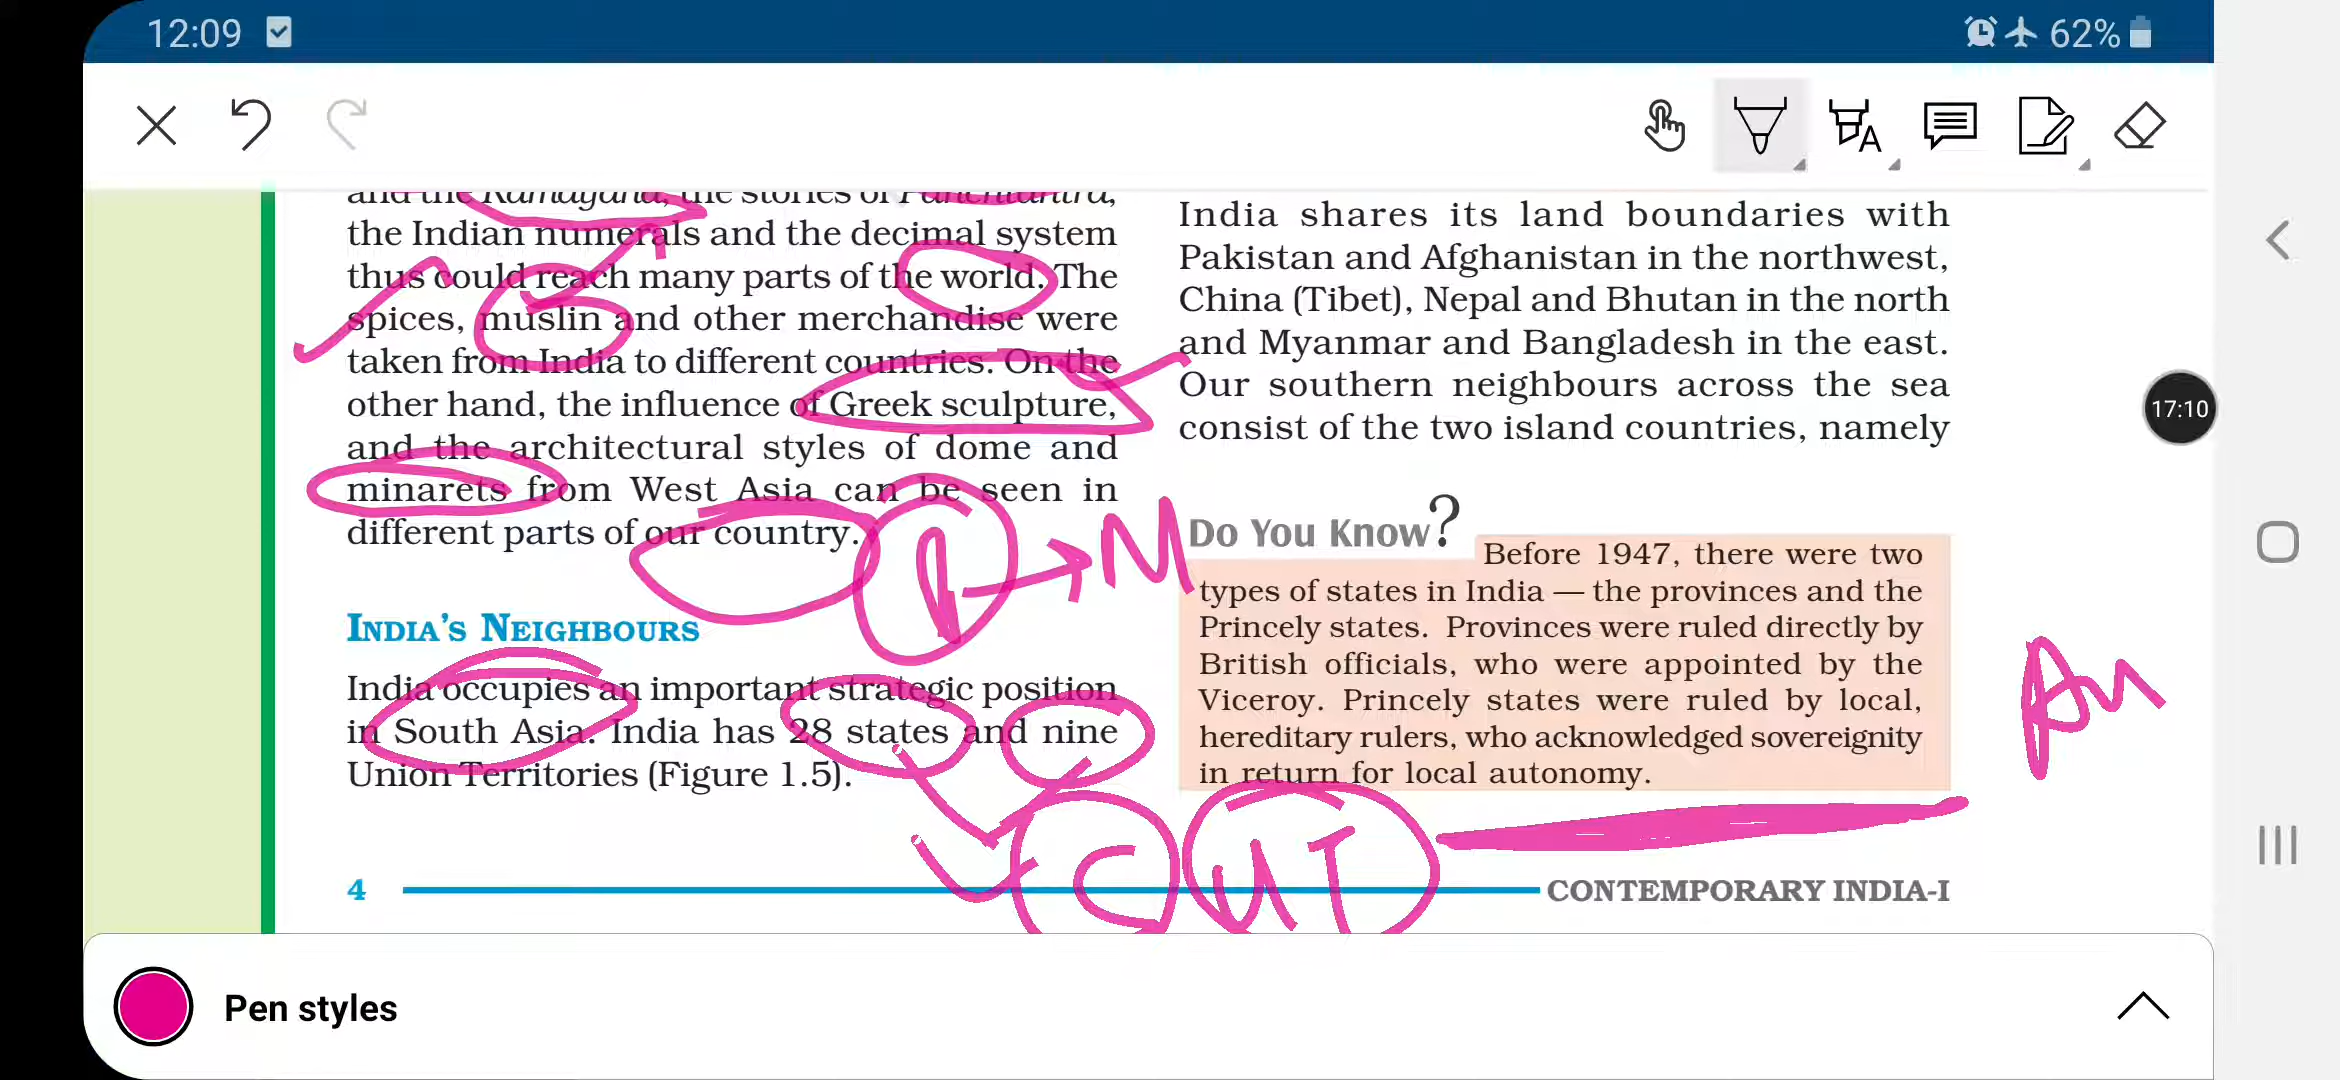 12:09
62%
and the Ramayana, the stories of Panchtantra,
the Indian numerals and the decimal system
thus could reach many parts of the world. The
spices, muslin and other merchandise were
taken from India to different countries. On the
other hand, the influence of Greek sculpture,
and the architectural styles of dome and
minarets from West Asia can be seen in
different parts of our country.
M
INDIA'S NEIGHBOURS
India occupies an important strategic position
in South Asia. India has 28 states and nine
Union Territories (Figure 1.5).
India shares its land boundaries with
Pakistan and Afghanistan in the northwest,
China (Tibet), Nepal and Bhutan in the north
and Myanmar and Bangladesh in the east.
Our southern neighbours across the sea
consist of the two island countries, namely
17:10
Do You Know?
Before 1947, there were two
types of states in India — the provinces and the
Princely states. Provinces were ruled directly by
British officials, who were appointed by the
Viceroy. Princely states were ruled by local,
hereditary rulers, who acknowledged sovereignity
in return for local autonomy.
C UT
4
CONTEMPORARY INDIA-I
Pen styles